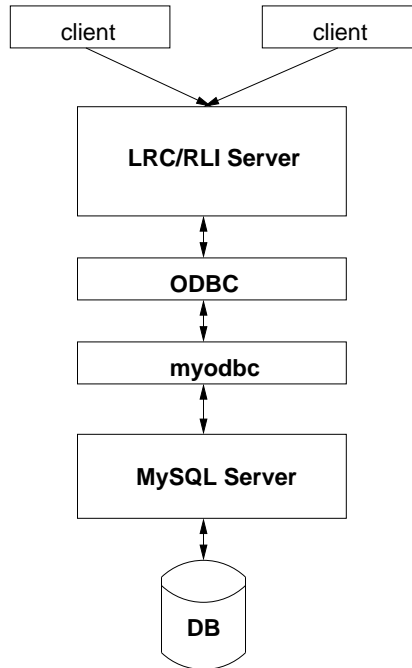 client
client
LRC/RLI Server
ODBC
myodbc
MySQL Server
DB